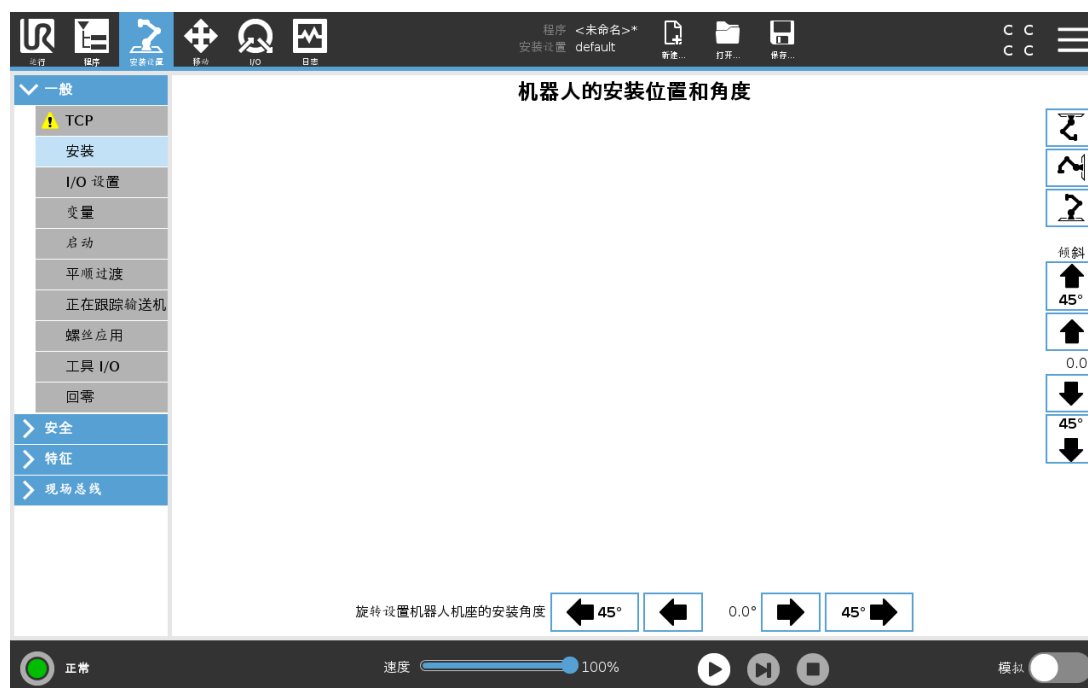 程序 <未命名>*
安装设置 default
C C
C C
运行 程序 安装设置 移动 I/O 日志 新建... 打开... 保存...
一般
机器人的安装位置和角度
TCP
安装
I/O 设置
变量
启动
平顺过渡
正在跟踪输送机
螺丝应用
工具 I/O
回零
安全
特征
现场总线
倾斜
45°
0.0
45°
旋转设置机器人机座的安装角度 45° 0.0° 45°
正常 速度 100% 模拟